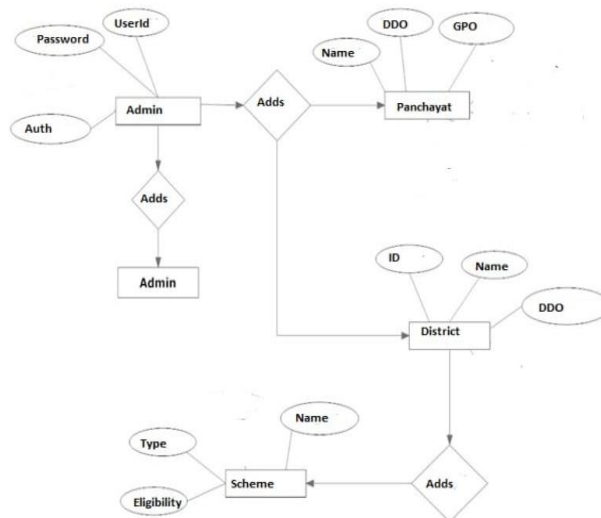 UserId
Password
DDO
GPO
Name
Adds
Admin
Panchayat
Auth
Adds
Admin
ID
Name
DDO
District
Name
Type
Scheme
Adds
Eligibility